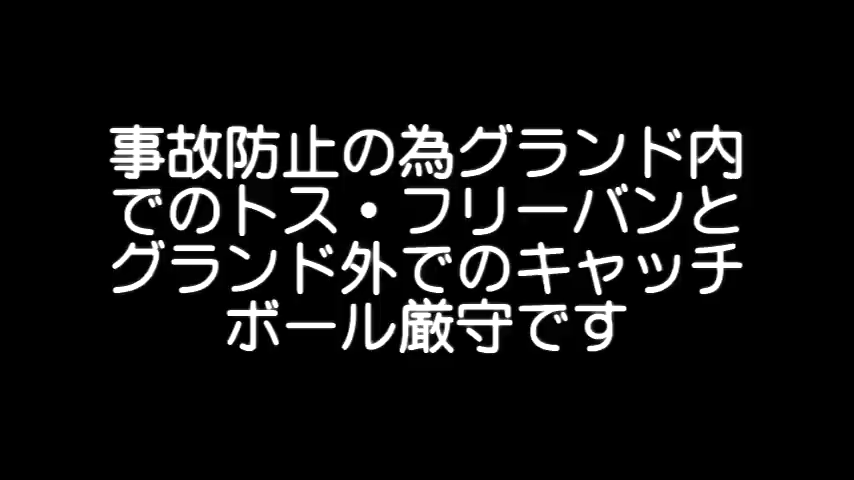 事故防止の為グランド内
でのトス・フリーバンと
グランド外でのキャッチ
ボール厳守です